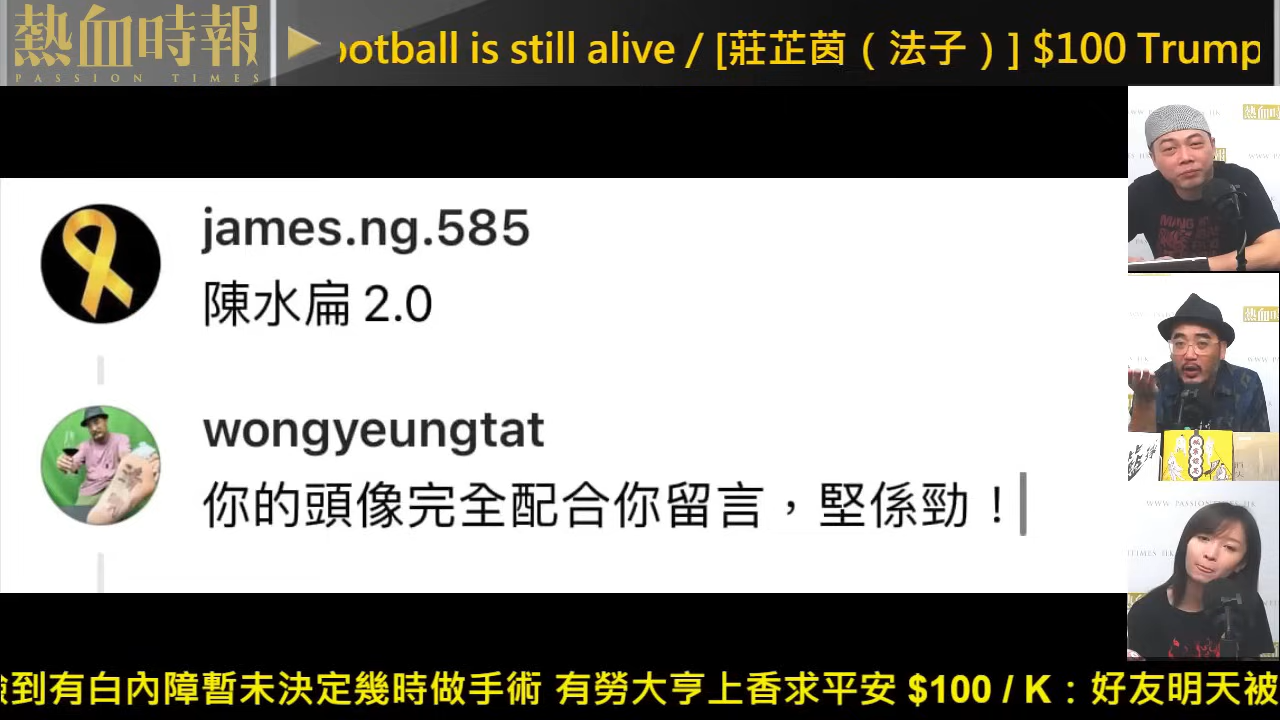 熱血時報
PASSION TIMES
ootball is still alive / [莊芷茵（法子）] $100 Trump
james.ng.585
陳水扁 2.0
wongyeungtat
你的頭像完全配合你留言，堅係勁！
到有白內障暫未決定幾時做手術 有勞大亨上香求平安 $100 / K：好友明天被